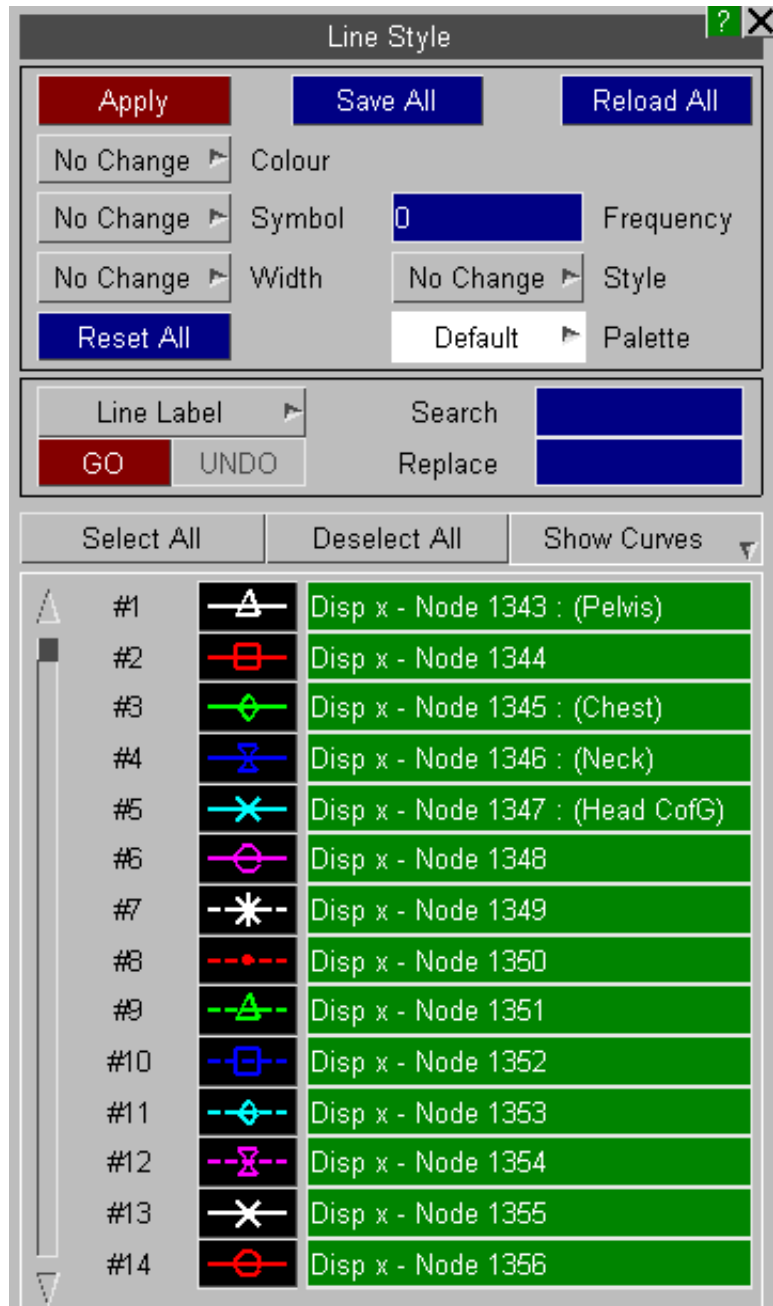 Line Style ?
Apply Save All Reload All
No Change Colour
No Change Symbol 0 Frequency
No Change Width No Change Style
Reset All Default Palette
Line Label Search
GO UNDO Replace
Select All Deselect All Show Curves
#1 Disp x - Node 1343 : (Pelvis)
#2 Disp x - Node 1344
#3 Disp x - Node 1345 : (Chest)
#4 Disp x - Node 1346 : (Neck)
#5 Disp x - Node 1347 : (Head CofG)
#6 Disp x - Node 1348
#7 Disp x - Node 1349
#8 Disp x - Node 1350
#9 Disp x - Node 1351
#10 Disp x - Node 1352
#11 Disp x - Node 1353
#12 Disp x - Node 1354
#13 Disp x - Node 1355
#14 Disp x - Node 1356